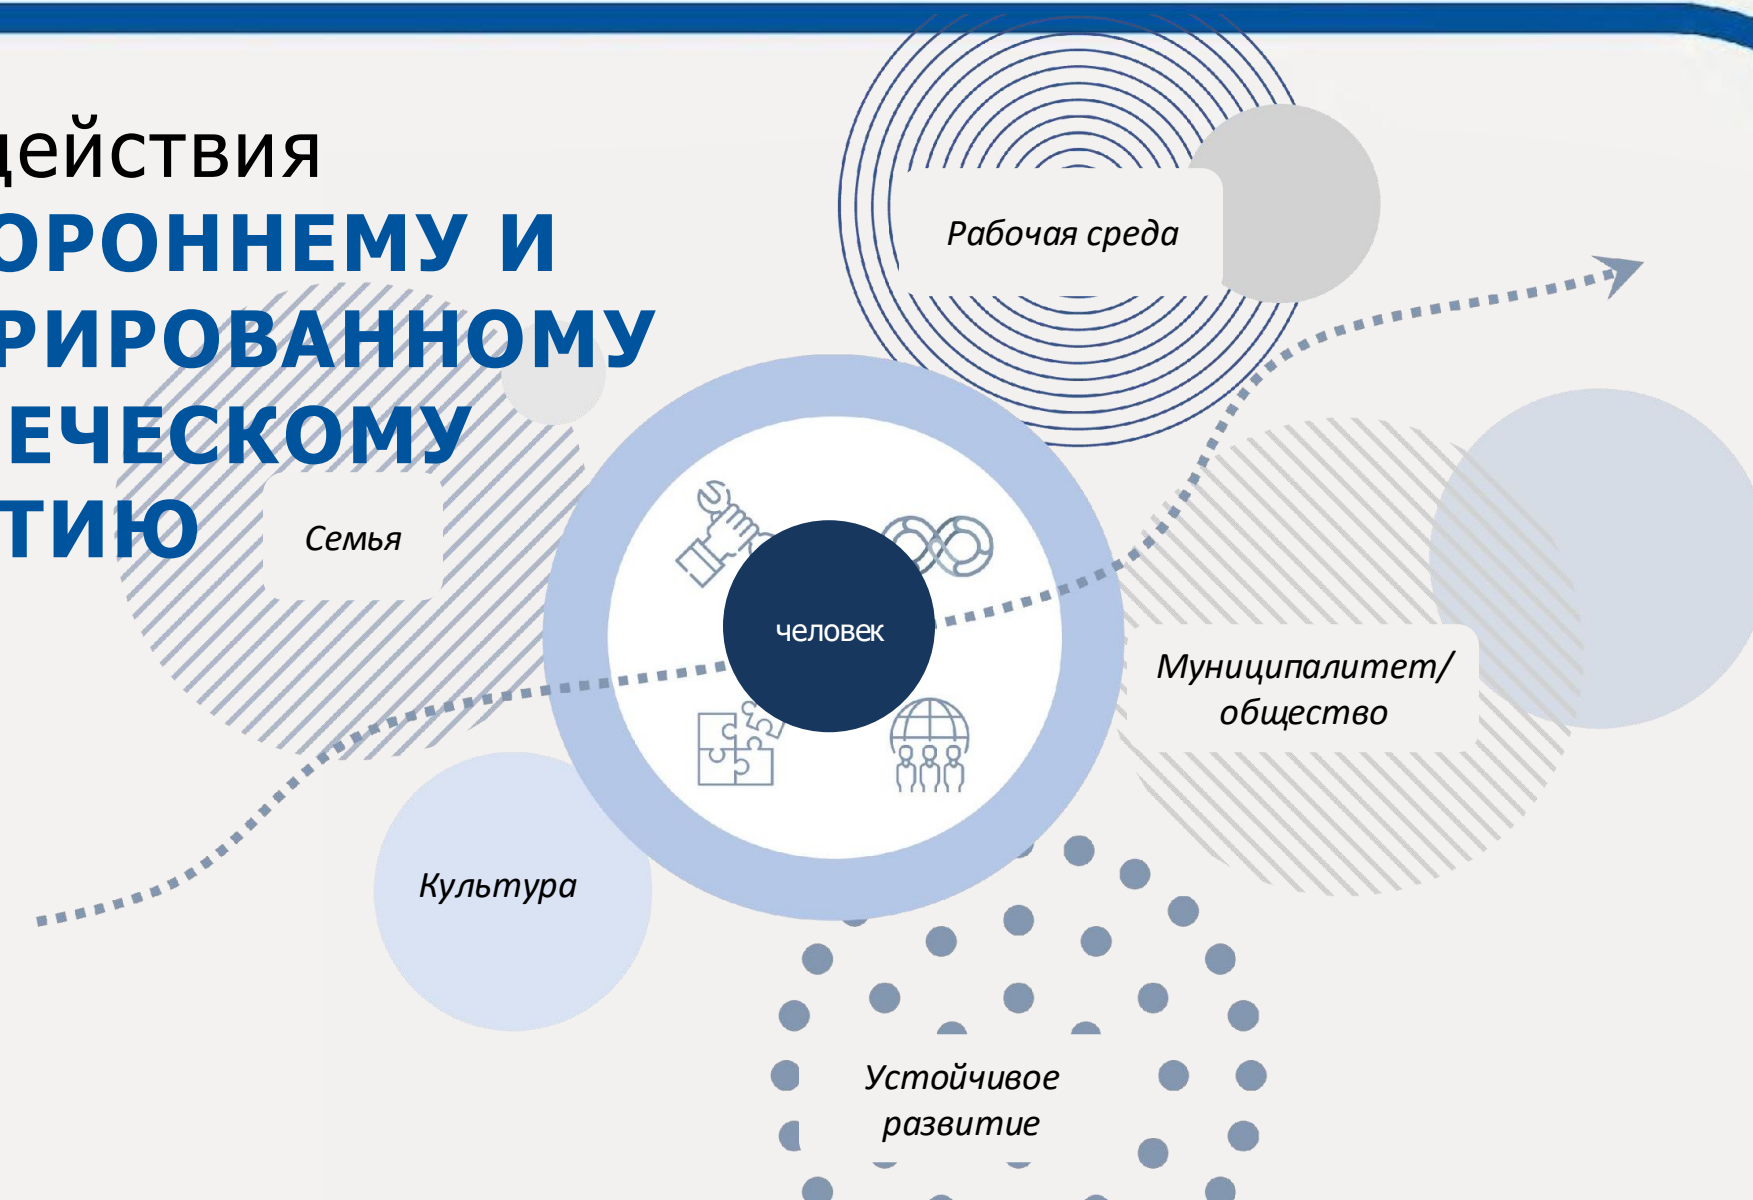 действия
ОРОННЕМУ И
РИРОВАННОМУ
ЕЧЕСКОМУ
ТИЮ
Рабочая среда
Семья
человек
Муниципалитет/
общество
Культура
Устойчивое
развитие